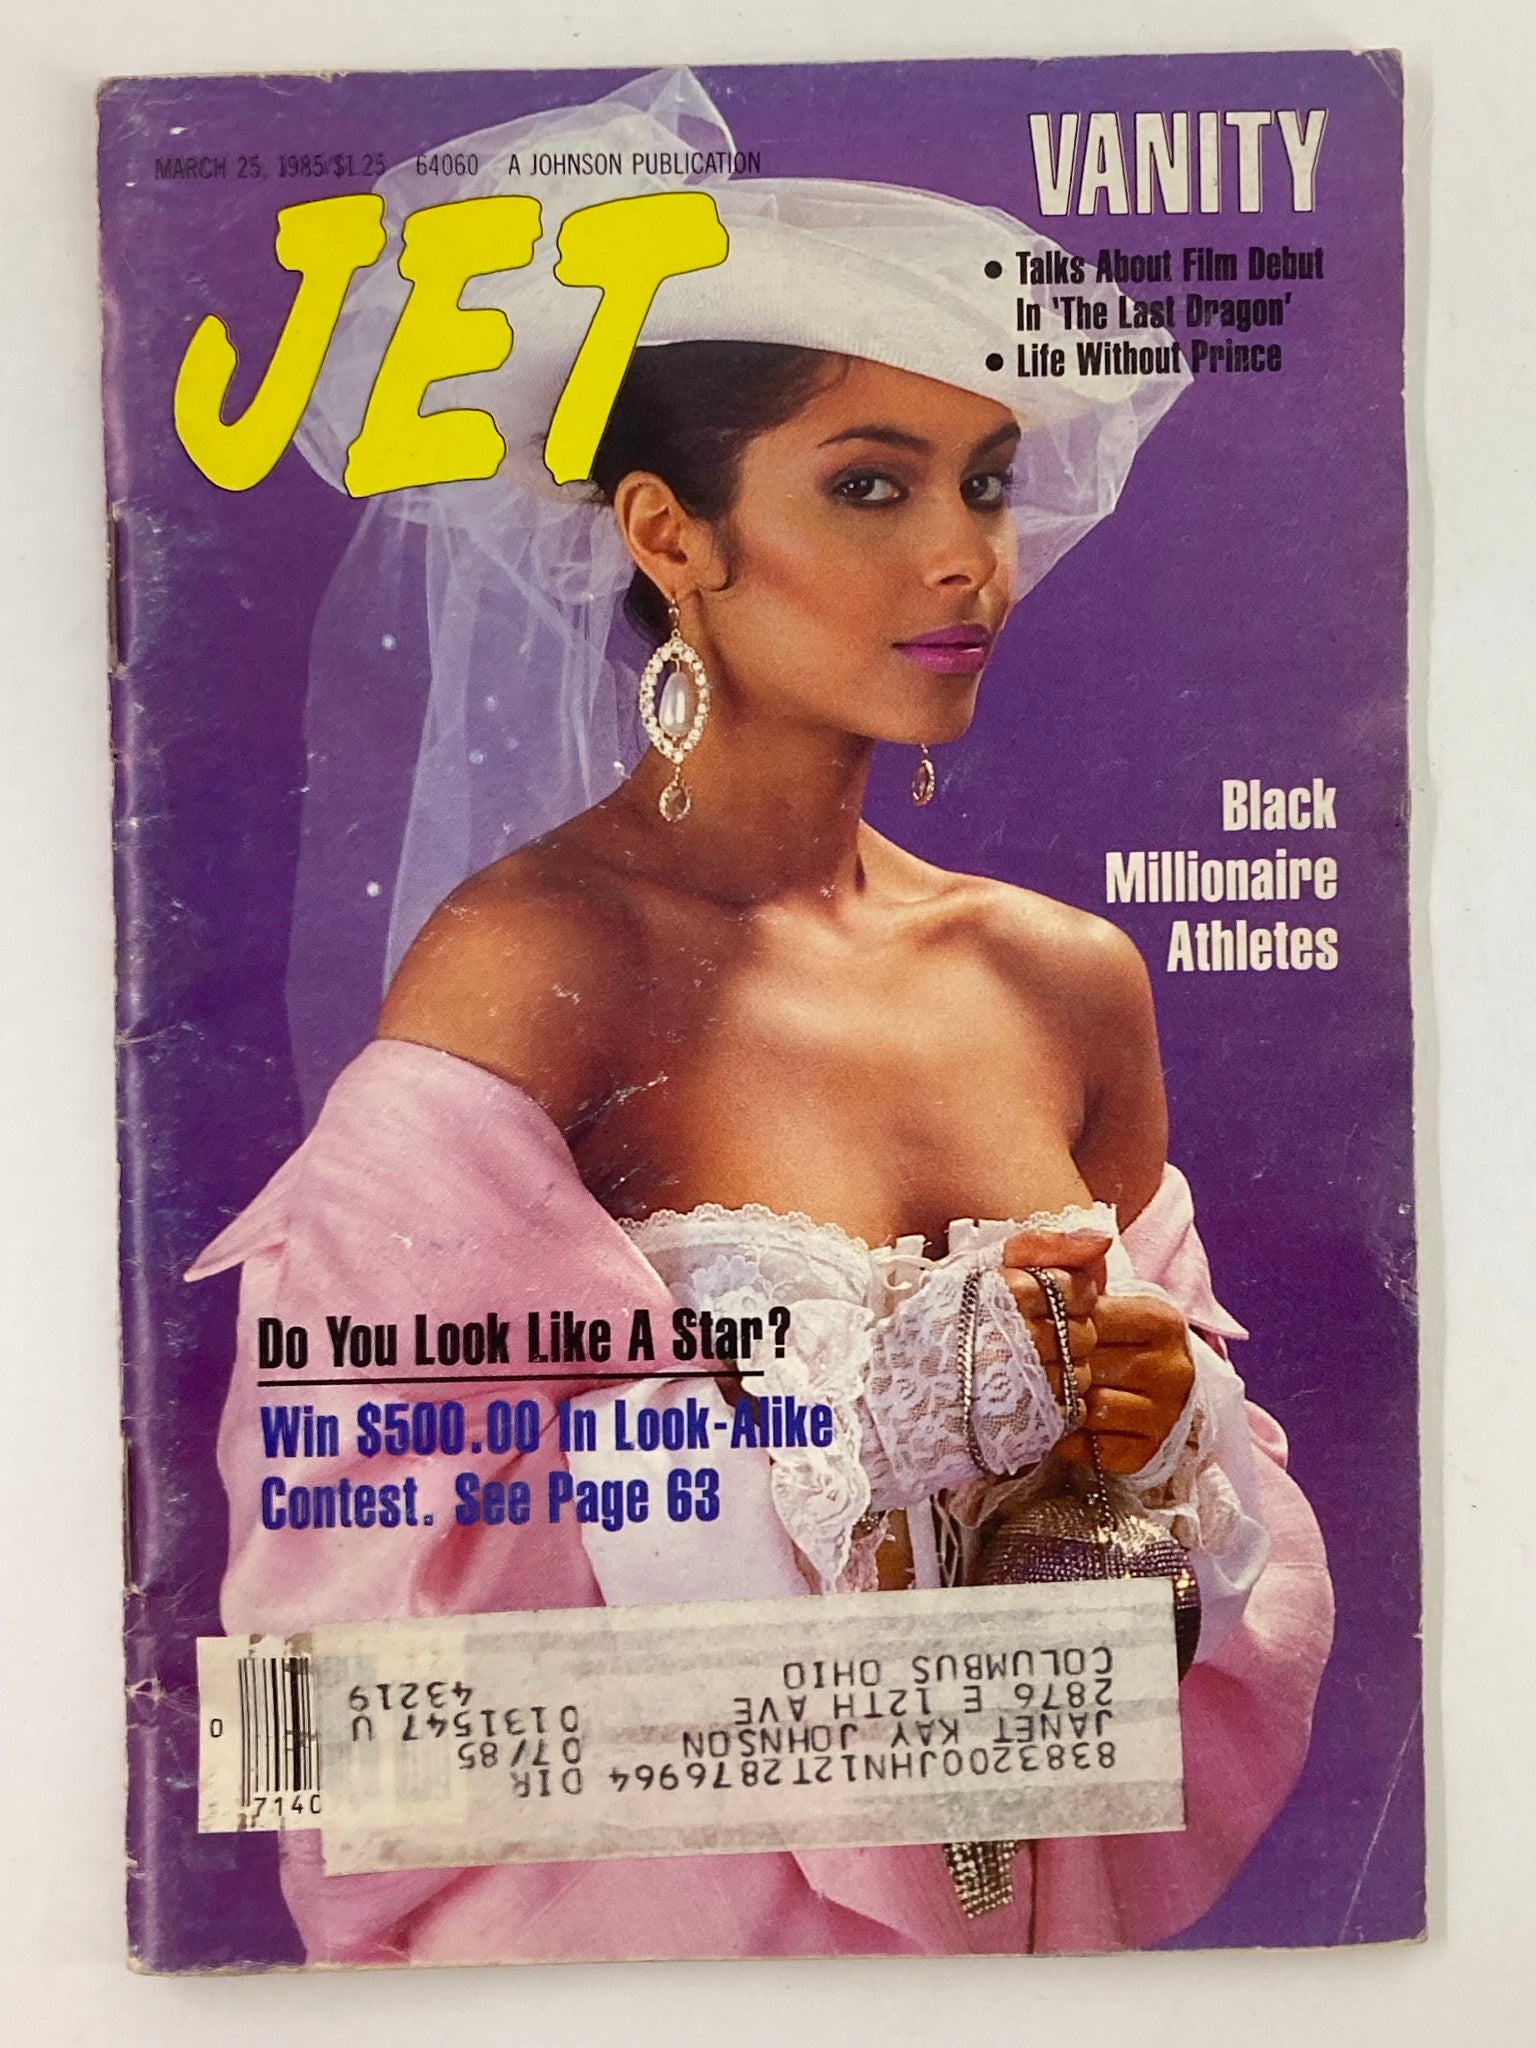 MARCH 25, 1985/$1.25 64060 A JOHNSON PUBLICATION
JET
VANITY
• Talks About Film Debut
In 'The Last Dragon'
• Life Without Prince
Black
Millionaire
Athletes
Do You Look Like A Star?
Win $500.00 In Look-Alike
Contest. See Page 63
0
7140
8383200JHN12T2876964 DIR
JANET KAY JOHNSON 07/85
2876 E 12TH AVE 0131547 U
COLUMBUS OHIO 43219